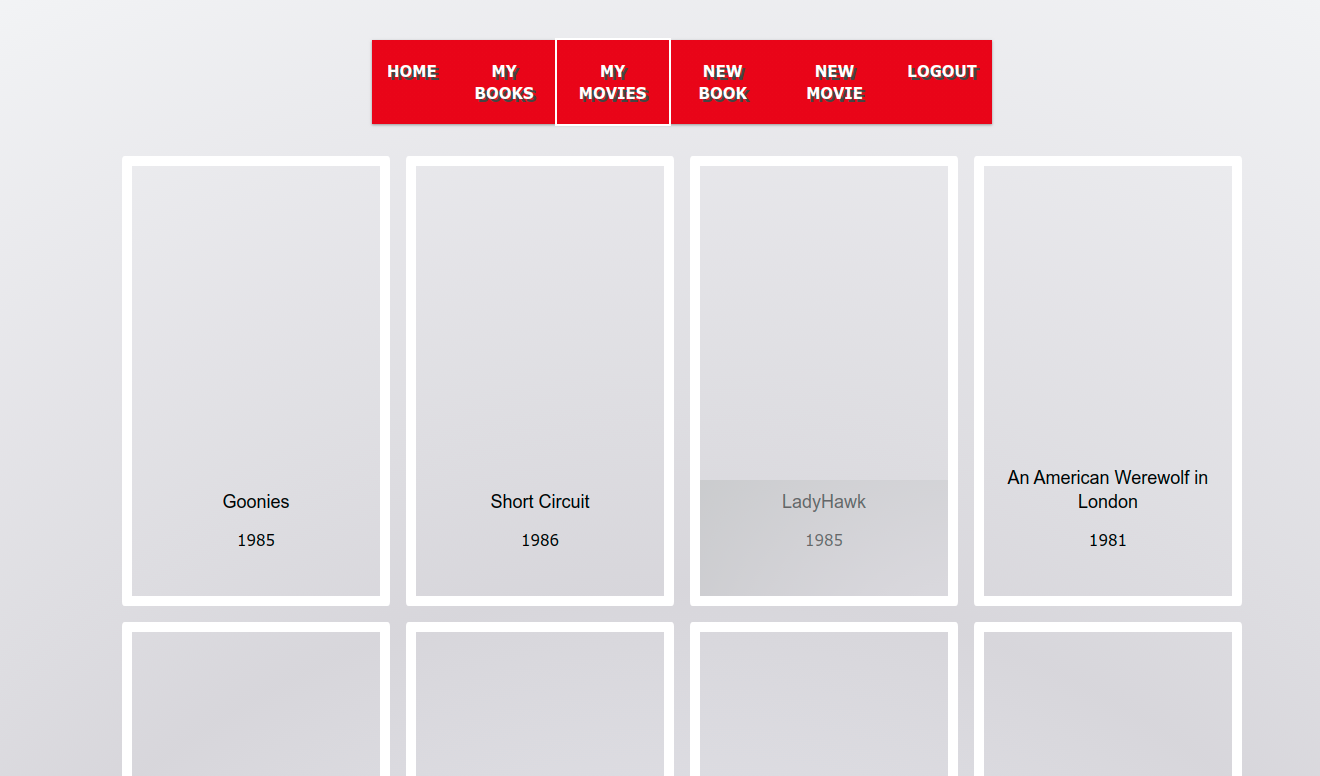 HOME
MY
BOOKS
MY
MOVIES
NEW
BOOK
NEW
MOVIE
LOGOUT
Goonies
1985
Short Circuit
1986
LadyHawk
1985
An American Werewolf in
London
1981